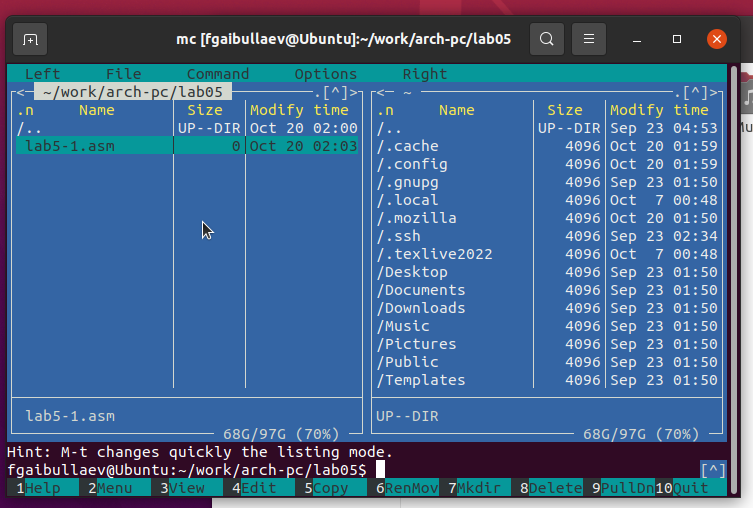 mc [fgaibullaev@Ubuntu]:~/work/arch-pc/lab05
Left File Command Options Right
<─ ~/work/arch-pc/lab05 .[^]> <─ ~ .[^]>
.n Name Size Modify time .n Name Size Modify time
/.. UP--DIR Oct 20 02:00 /.. UP--DIR Sep 23 04:53
lab5-1.asm 0 Oct 20 02:03 /.cache 4096 Oct 20 01:59
/.config 4096 Oct 20 01:59
/.gnupg 4096 Sep 23 01:50
/.local 4096 Oct 7 00:48
/.mozilla 4096 Oct 20 01:50
/.ssh 4096 Sep 23 02:34
/.texlive2022 4096 Oct 7 00:48
/Desktop 4096 Sep 23 01:50
/Documents 4096 Sep 23 01:50
/Downloads 4096 Sep 23 01:50
/Music 4096 Sep 23 01:50
/Pictures 4096 Sep 23 01:50
/Public 4096 Sep 23 01:50
/Templates 4096 Sep 23 01:50
lab5-1.asm UP--DIR
68G/97G (70%) 68G/97G (70%)
Hint: M-t changes quickly the listing mode.
fgaibullaev@Ubuntu:~/work/arch-pc/lab05$ [^]
1Help 2Menu 3View 4Edit 5Copy 6RenMov 7Mkdir 8Delete 9PullDn 10Quit